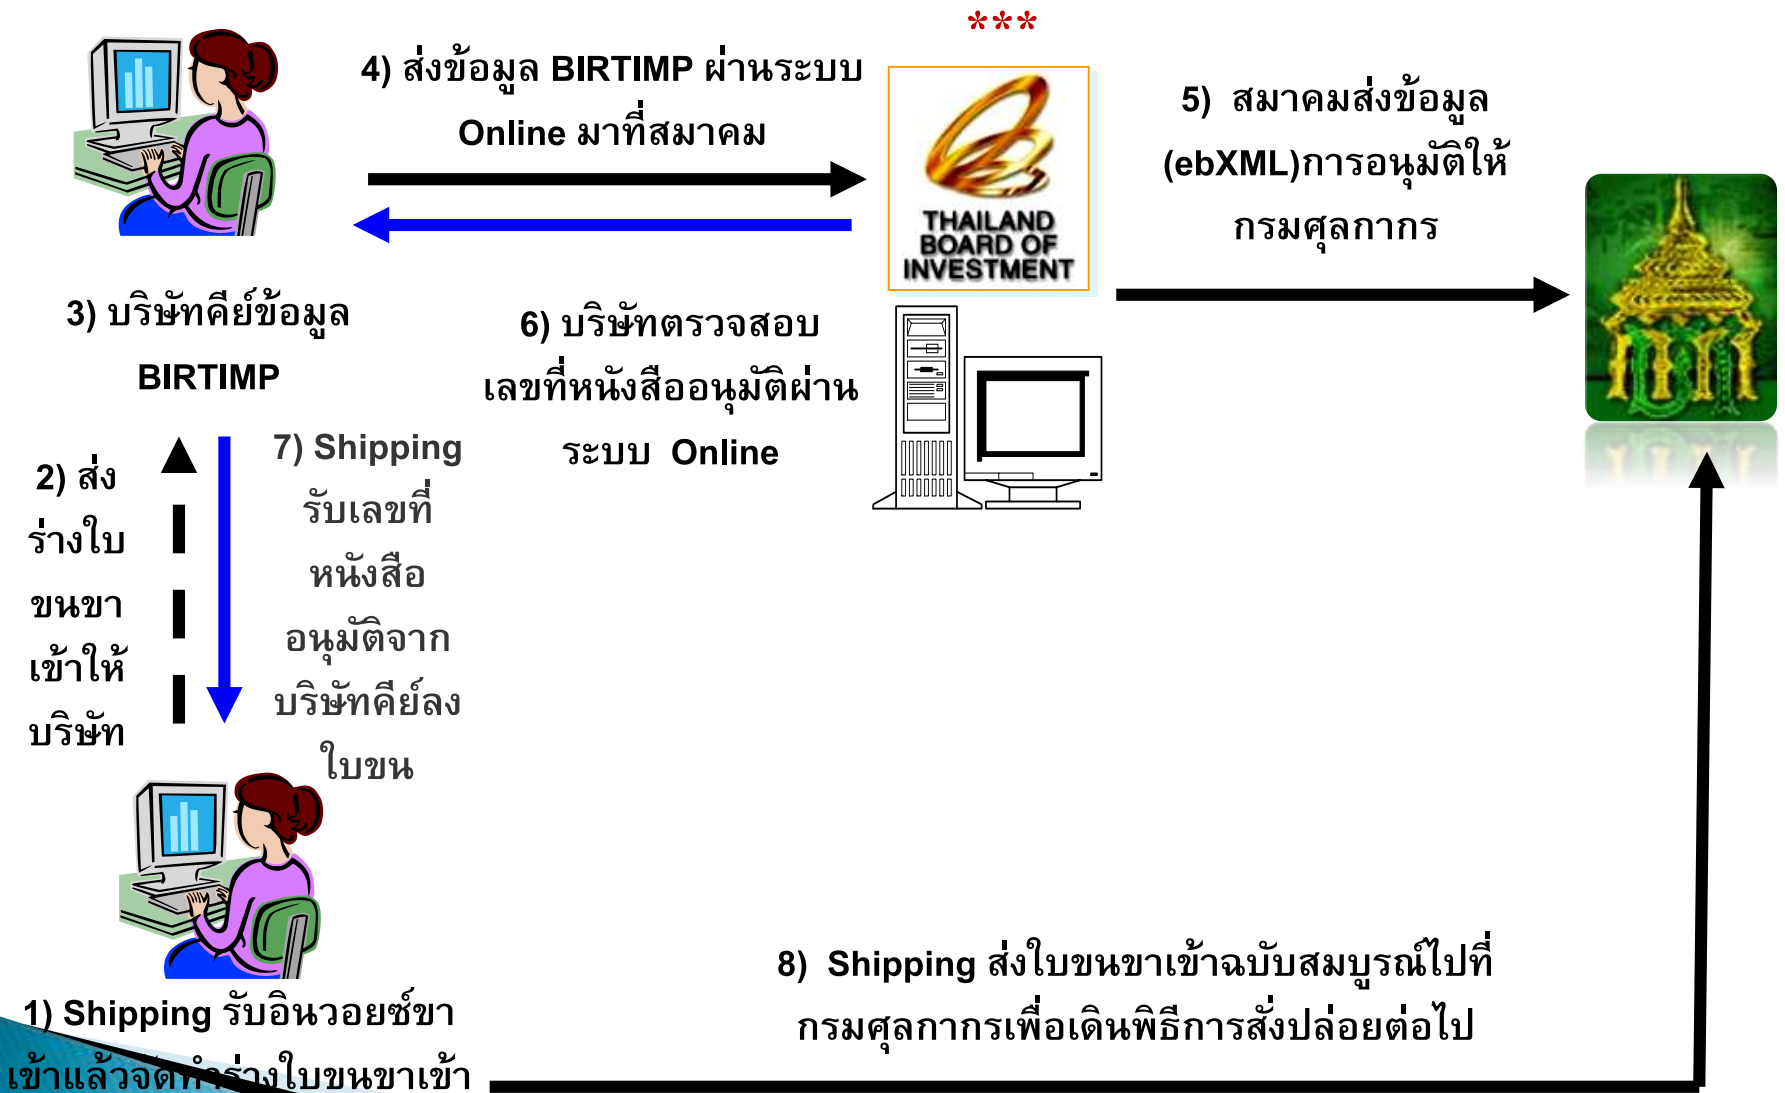 ***
4) ส่งข้อมูล BIRTIMP ผ่านระบบ
Online มาที่สมาคม
THAILAND
BOARD OF
INVESTMENT
5) สมาคมส่งข้อมูล
(ebXML)การอนุมัติให้
กรมศุลกากร
3) บริษัทคีย์ข้อมูล
BIRTIMP
6) บริษัทตรวจสอบ
เลขที่หนังสืออนุมัติผ่าน
ระบบ Online
2) ส่ง
ร่างใบ
ขนขา
เข้าให้
บริษัท
7) Shipping
รับเลขที่
หนังสือ
อนุมัติจาก
บริษัทคีย์ลง
ใบขน
1) Shipping รับอินวอยซ์ขา
เข้าแล้วจัดทำร่างใบขนขาเข้า
8) Shipping ส่งใบขนขาเข้าฉบับสมบูรณ์ไปที่
กรมศุลกากรเพื่อเดินพิธีการสั่งปล่อยต่อไป